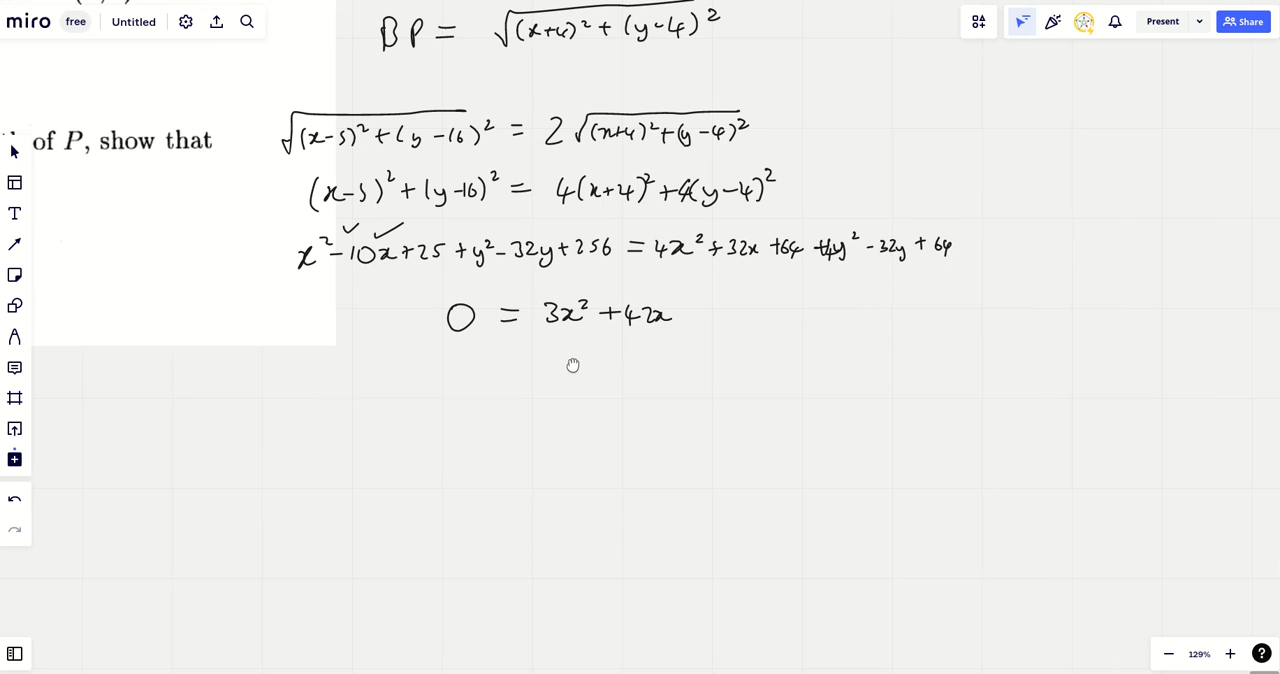 miro free Untitled Present Share
BP = √((x+4)² + (y-4)²
√((x-5)² + (y-16)² = 2√((x+4)² + (y-4)²
of P, show that
(x-5)² + (y-16)² = 4(x+4)² + 4(y-4)²
x² - 10x + 25 + y² - 32y + 256 = 4x² + 32x + 64 + 4y² - 32y + 64
0 = 3x² + 42x
129%